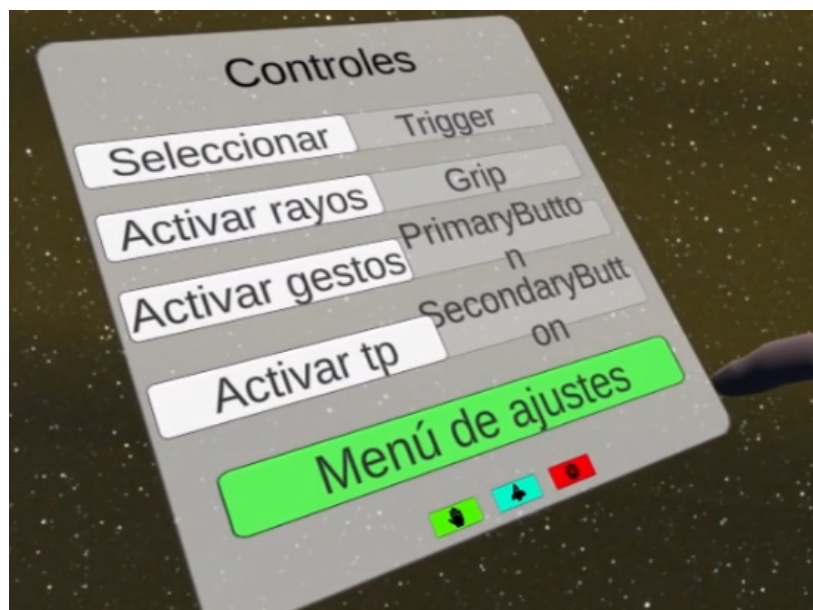 Controles
Seleccionar Trigger
Activar rayos Grip
Activar gestos PrimaryButto
n
Activar tp SecondaryButt
on
Menú de ajustes